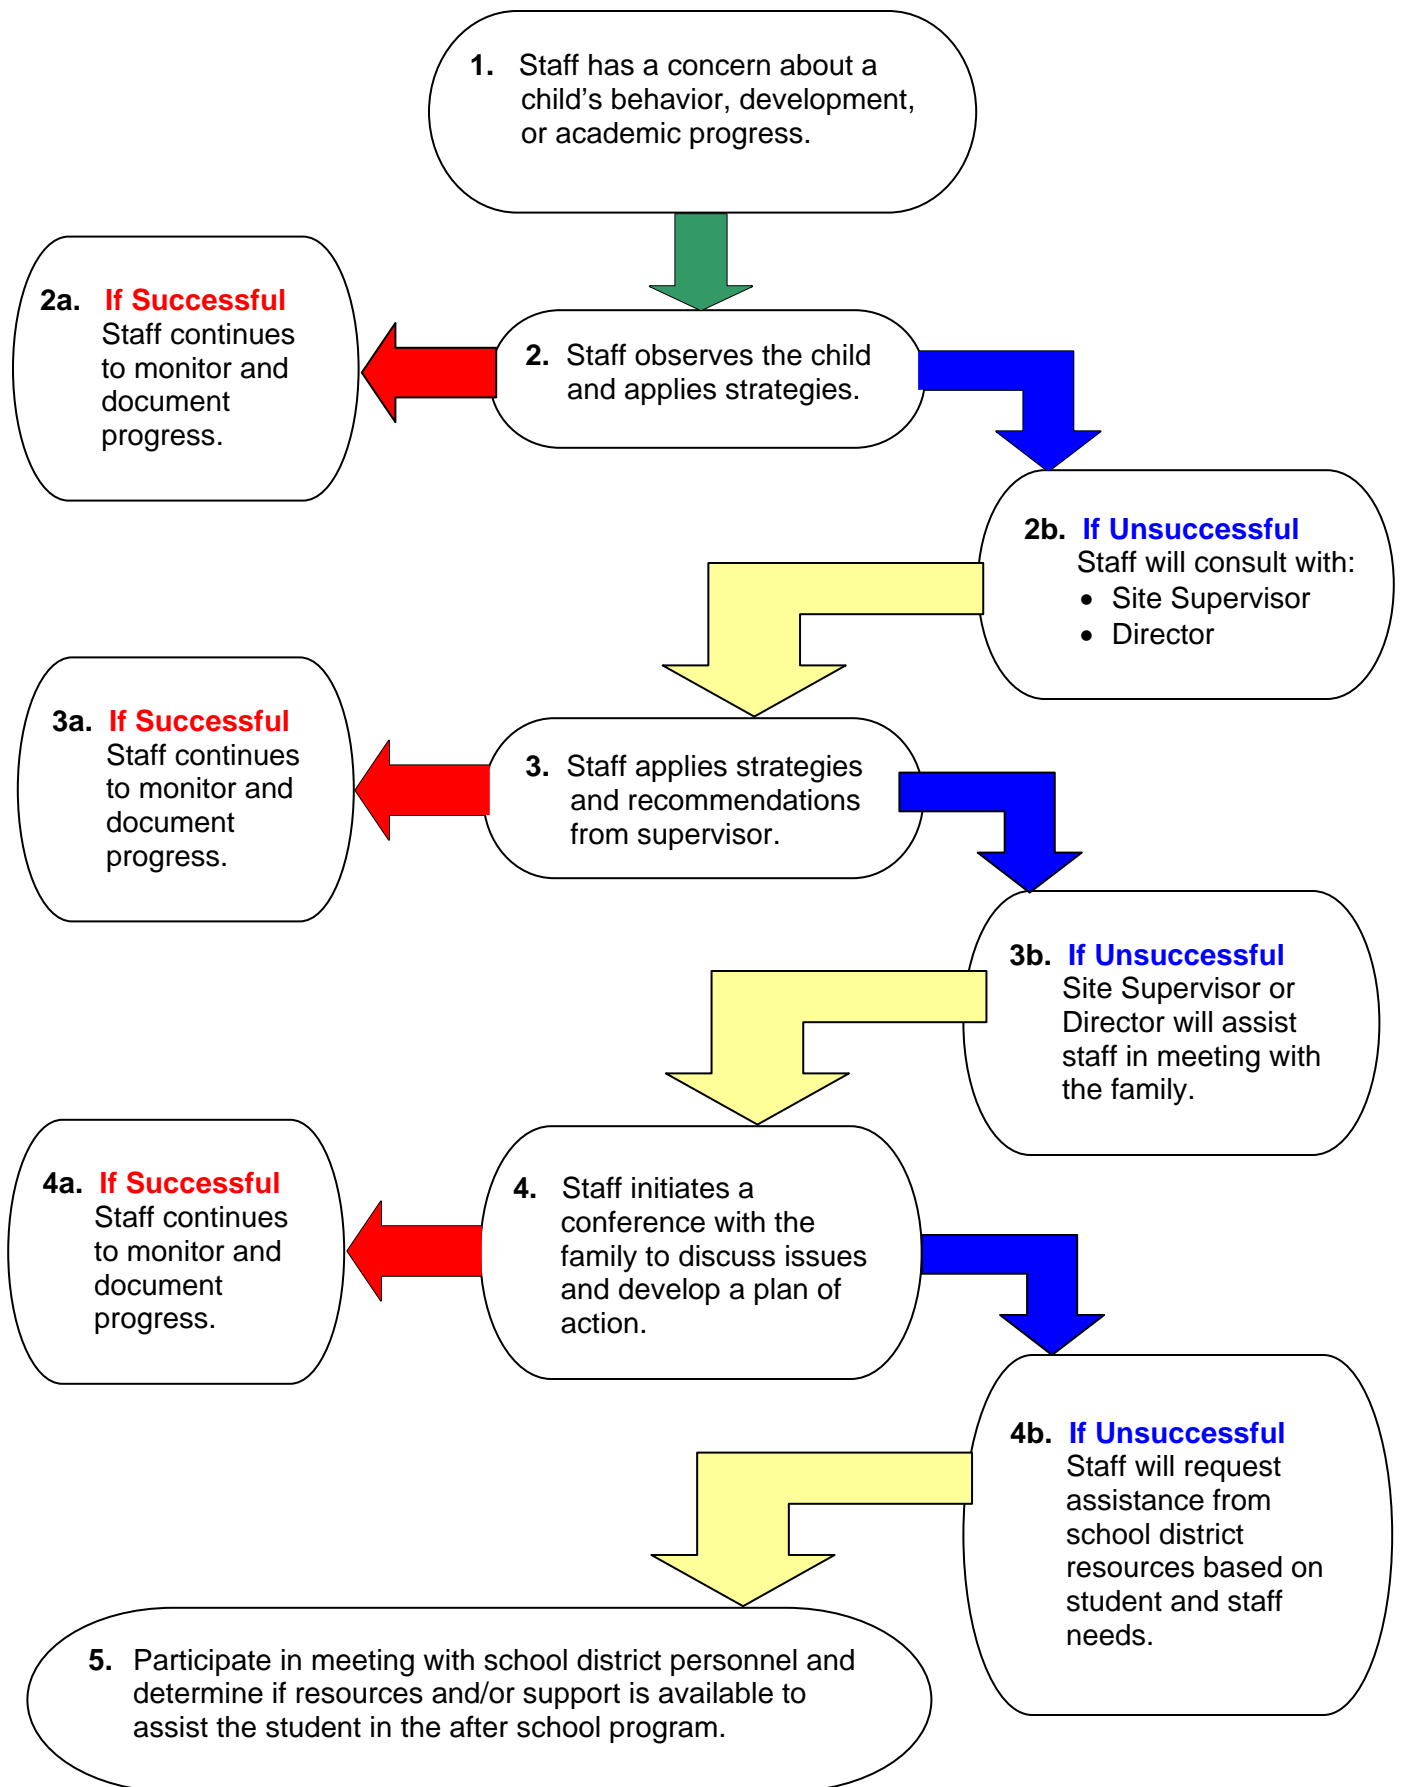 1. Staff has a concern about a
child’s behavior, development,
or academic progress.
2a. If Successful
Staff continues
to monitor and
document
progress.
2. Staff observes the child
and applies strategies.
2b. If Unsuccessful
Staff will consult with:
• Site Supervisor
• Director
3a. If Successful
Staff continues
to monitor and
document
progress.
3. Staff applies strategies
and recommendations
from supervisor.
3b. If Unsuccessful
Site Supervisor or
Director will assist
staff in meeting with
the family.
4a. If Successful
Staff continues
to monitor and
document
progress.
4. Staff initiates a
conference with the
family to discuss issues
and develop a plan of
action.
4b. If Unsuccessful
Staff will request
assistance from
school district
resources based on
student and staff
needs.
5. Participate in meeting with school district personnel and
determine if resources and/or support is available to
assist the student in the after school program.